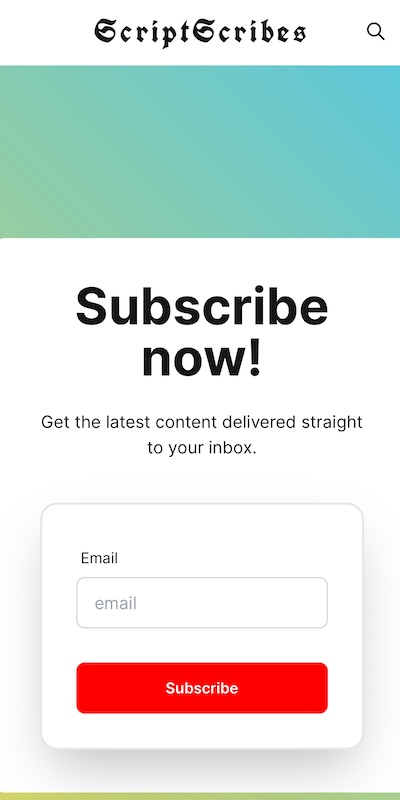 ScriptScribes
Subscribe
now!
Get the latest content delivered straight
to your inbox.
Email
email
Subscribe